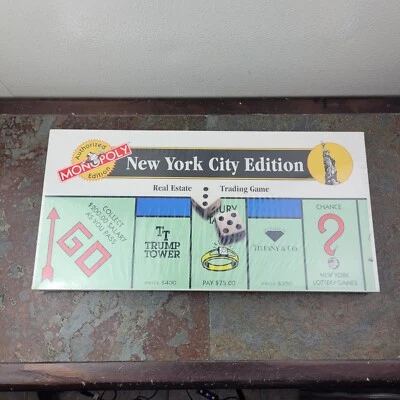 Authorized
MONOPOLY
Edition
New York City Edition
Real Estate
Trading Game
GO
COLLECT
$200.00 SALARY
AS YOU PASS
TT
TRUMP
TOWER
PRICE $400
PAY $75.00
TIFFANY & CO.
PRICE $350
CHANCE
?
NEW YORK
LOTTERY GAMES